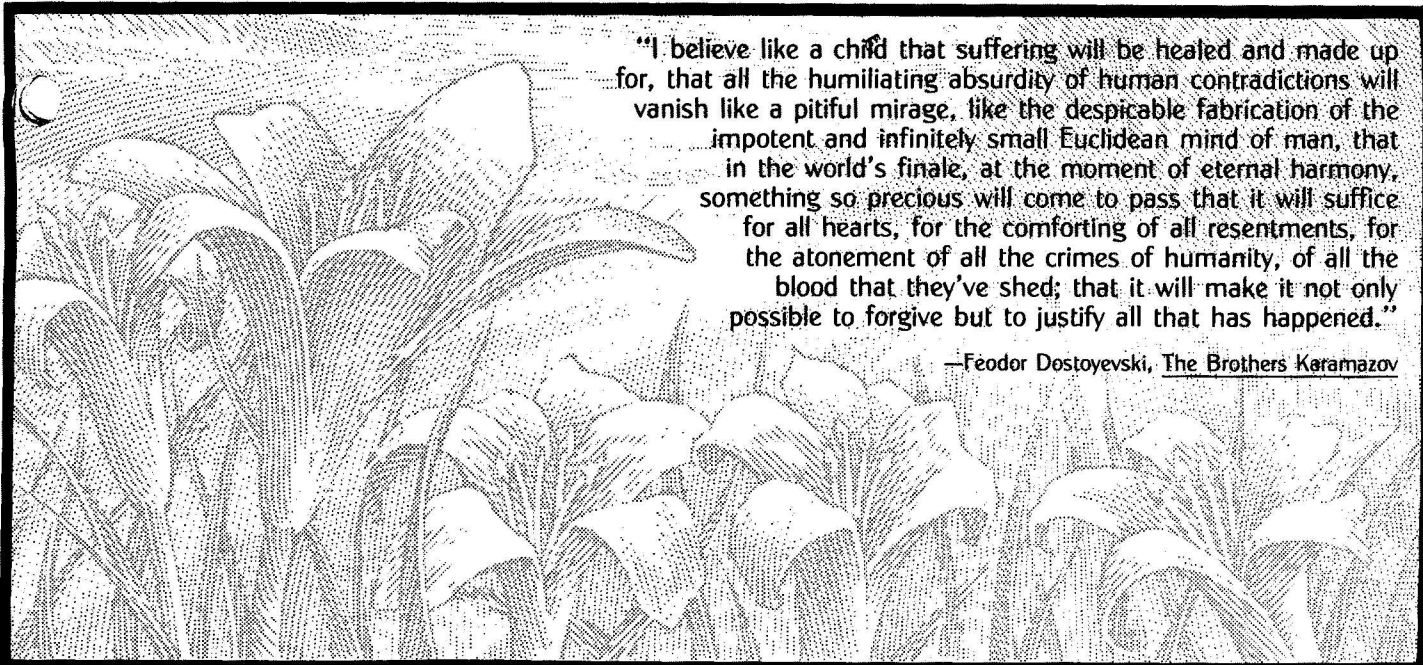 "I believe like a child that suffering will be healed and made up
for, that all the humiliating absurdity of human contradictions will
vanish like a pitiful mirage, like the despicable fabrication of the
impotent and infinitely small Euclidean mind of man, that
in the world's finale, at the moment of eternal harmony,
something so precious will come to pass that it will suffice
for all hearts, for the comforting of all resentments, for
the atonement of all the crimes of humanity, of all the
blood that they've shed; that it will make it not only
possible to forgive but to justify all that has happened."
—Feodor Dostoyevski, The Brothers Karamazov